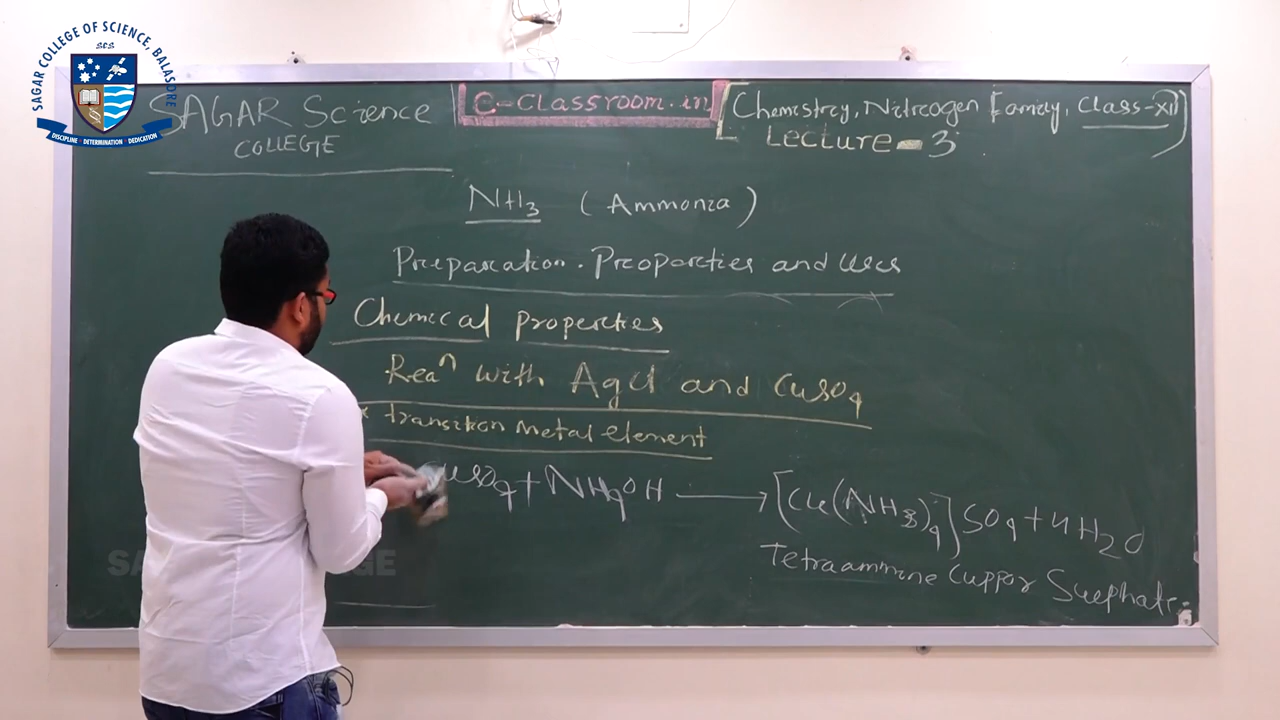 SAGAR COLLEGE OF SCIENCE, BALASORE
SCS
DISCIPLINE · DETERMINATION · DEDICATION
SAGAR Science
COLLEGE
e-Classroom.in
Chemistry, Nitrogen Family, Class-XII
Lecture-3
NH3 (Ammonia)
Preparation. Properties and uses
Chemical properties
Rean with AgCl and CuSO4
* transition metal element
CuSO4 + NH4OH → [Cu(NH3)4]SO4 + 4H2O
Tetraammine Cuppor Sulphate.